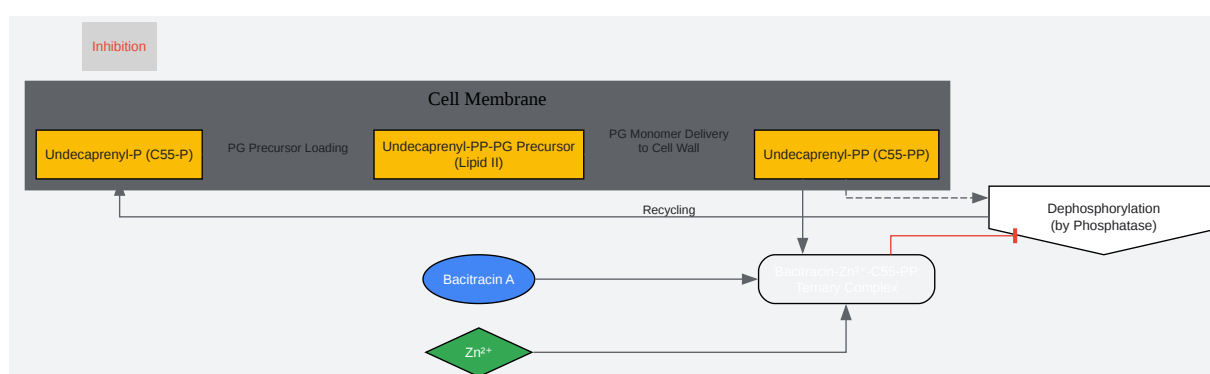 Inhibition
Cell Membrane
Undecaprenyl-P (C55-P)
PG Precursor Loading
Undecaprenyl-PP-PG Precursor
(Lipid II)
PG Monomer Delivery
to Cell Wall
Undecaprenyl-PP (C55-PP)
Recycling
Dephosphorylation
(by Phosphatase)
Bacitracin A
Bacitracin-Zn²⁺-C55-PP
Ternary Complex
Zn²⁺